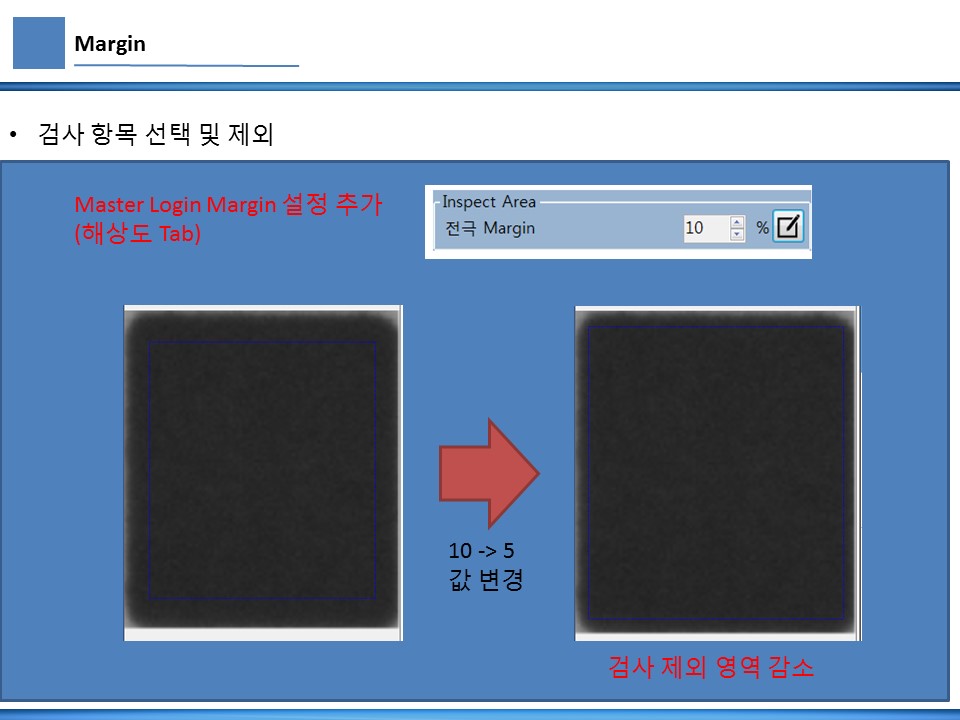 Margin
• 검사 항목 선택 및 제외
Master Login Margin 설정 추가
(해상도 Tab)
Inspect Area
전극 Margin 10 %
10 -> 5
값 변경
검사 제외 영역 감소